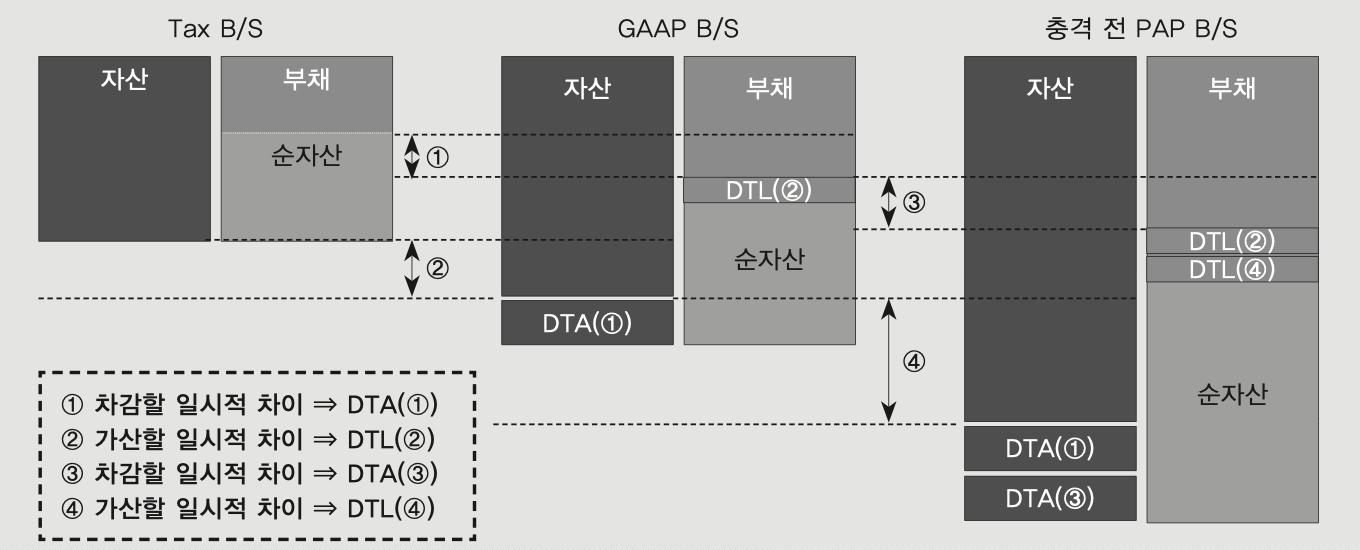 Tax B/S
GAAP B/S
충격 전 PAP B/S
자산
부채
순자산
①
②
자산
부채
DTL(②)
순자산
DTA(①)
③
④
자산
부채
DTL(②)
DTL(④)
순자산
DTA(①)
DTA(③)
① 차감할 일시적 차이 ⇒ DTA(①)
② 가산할 일시적 차이 ⇒ DTL(②)
③ 차감할 일시적 차이 ⇒ DTA(③)
④ 가산할 일시적 차이 ⇒ DTL(④)